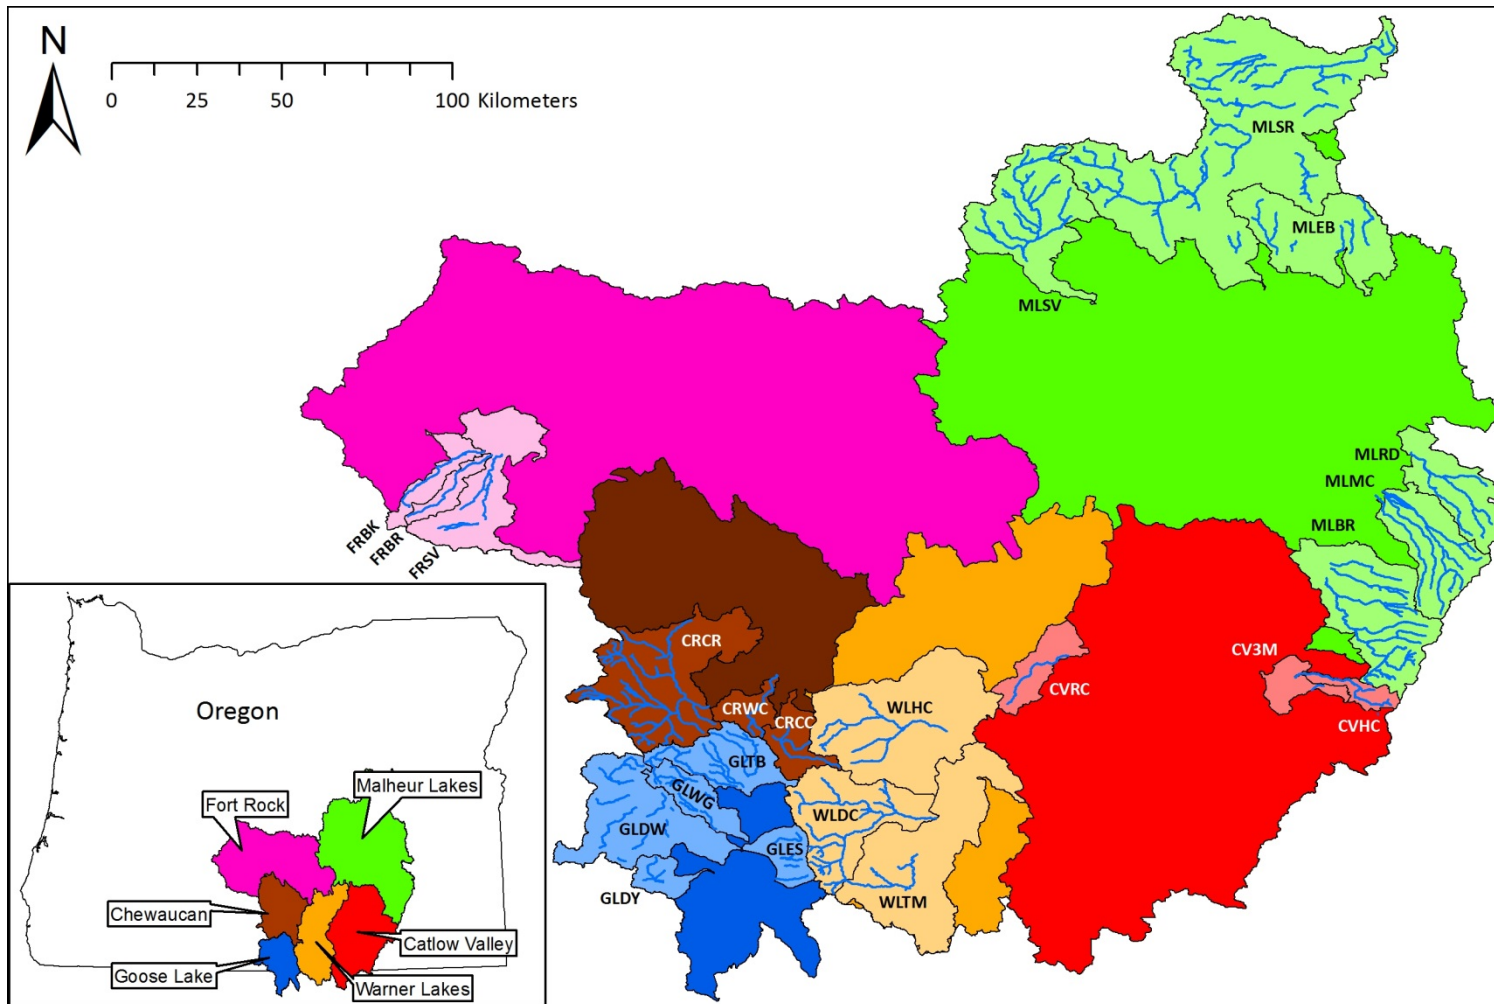 N
0 25 50 100 Kilometers
MLSR
MLEB
MLSV
MLRD
MLMC
MLBR
FRBK
FRBR
FRSV
CRCR
CRWC
CRCC
WLHC
CVRC
CV3M
CVHC
GLTB
GLWG
GLDW
WLDC
GLES
GLDY
WLTM
Oregon
Malheur Lakes
Fort Rock
Chewaucan
Catlow Valley
Goose Lake
Warner Lakes